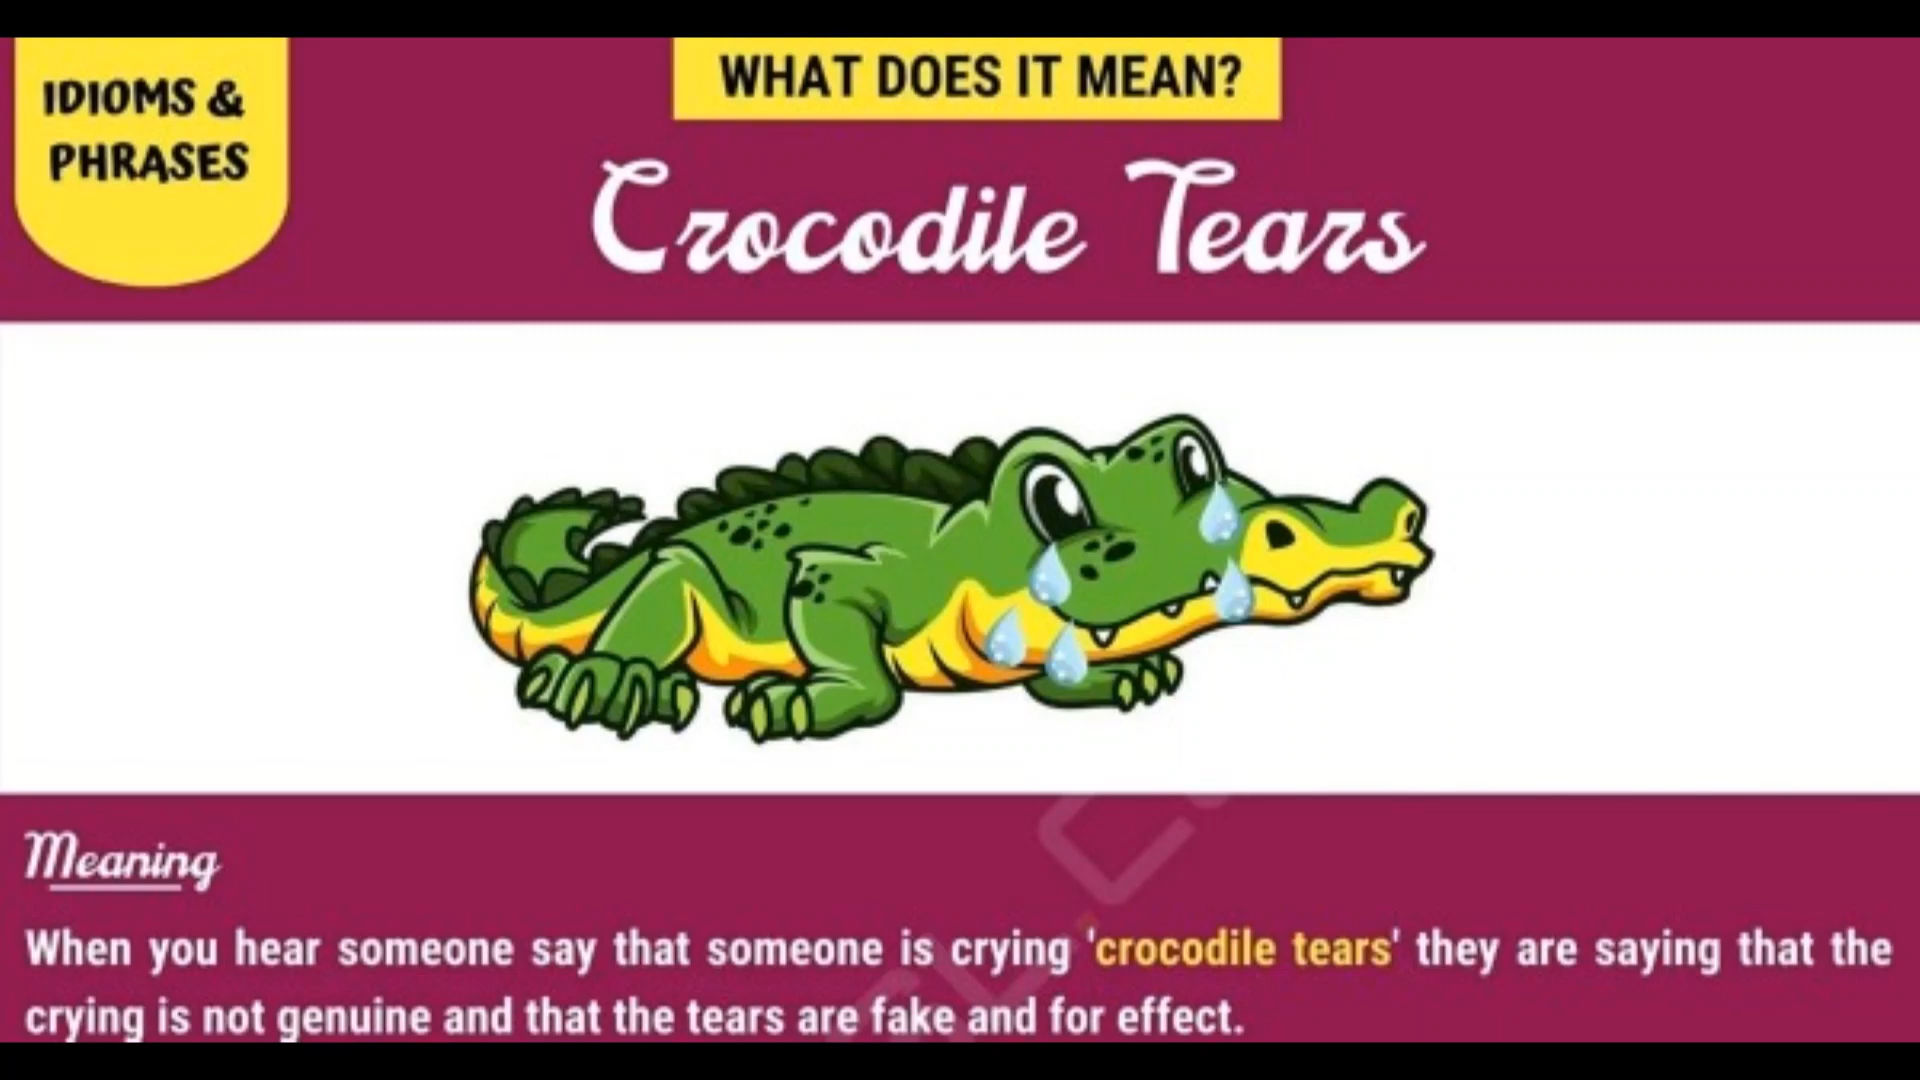 IDIOMS &
PHRASES
WHAT DOES IT MEAN?
Crocodile Tears
Meaning
When you hear someone say that someone is crying 'crocodile tears' they are saying that the
crying is not genuine and that the tears are fake and for effect.